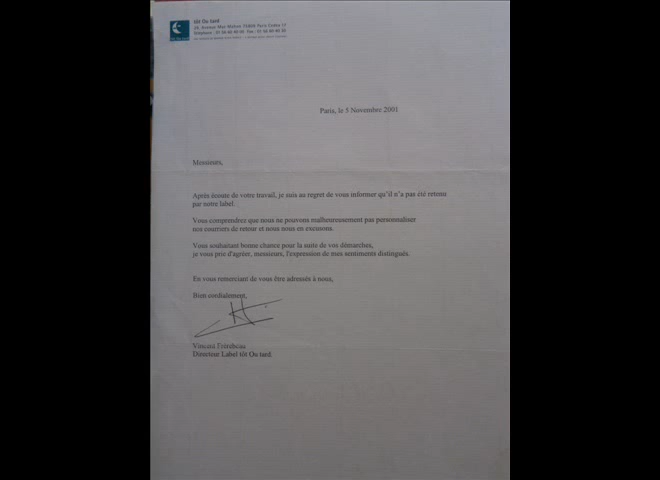 tôt Ou tard
Paris, le 5 Novembre 2001
Messieurs,
Après écoute de votre travail, je suis au regret de vous informer qu'il n'a pas été retenu
par notre label.
Vous comprendrez que nous ne pouvons malheureusement pas personnaliser
nos courriers de retour et nous nous en excusons.
Vous souhaitant bonne chance pour la suite de vos démarches,
je vous prie d'agréer, messieurs, l'expression de mes sentiments distingués.
En vous remerciant de vous être adressés à nous,
Bien cordialement,
Vincent Frèrebeau
Directeur Label tôt Ou tard